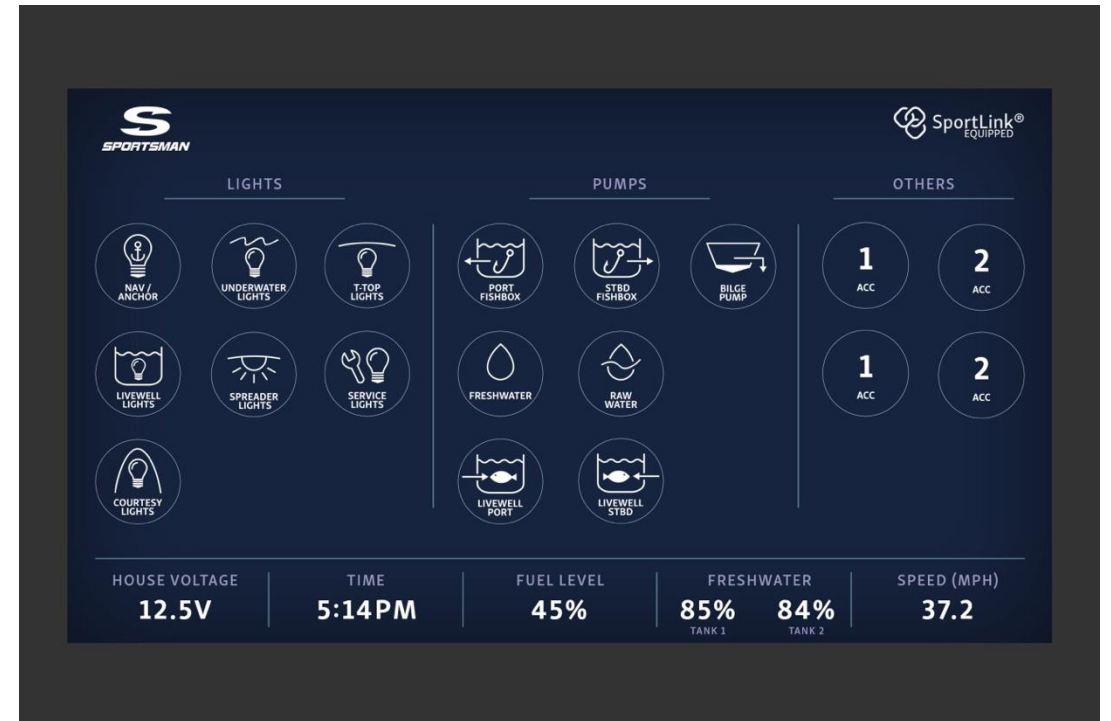 S
SPORTSMAN
SportLink®
EQUIPPED
LIGHTS
NAV /
ANCHOR
UNDERWATER
LIGHTS
T-TOP
LIGHTS
LIVEWELL
LIGHTS
SPREADER
LIGHTS
SERVICE
LIGHTS
COURTESY
LIGHTS
PUMPS
PORT
FISHBOX
STBD
FISHBOX
BILGE
PUMP
FRESHWATER
RAW
WATER
LIVEWELL
PORT
LIVEWELL
STBD
OTHERS
1
ACC
2
ACC
1
ACC
2
ACC
HOUSE VOLTAGE
12.5V
TIME
5:14PM
FUEL LEVEL
45%
FRESHWATER
85% 84%
TANK 1 TANK 2
SPEED (MPH)
37.2